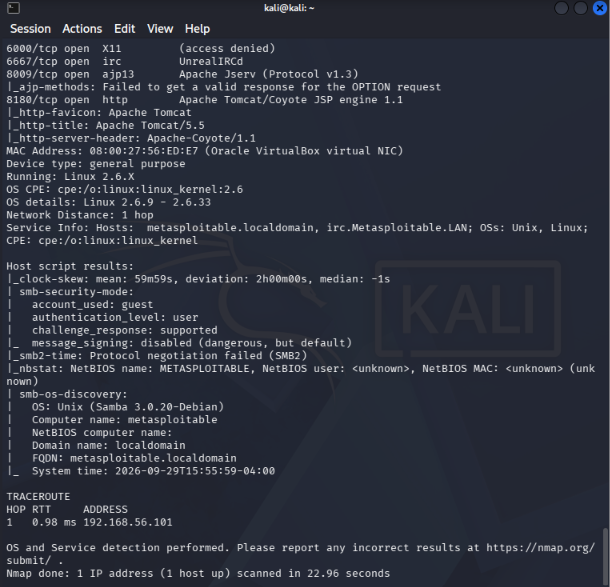 kali@kali: ~
Session Actions Edit View Help
6000/tcp open  X11         (access denied)
6667/tcp open  irc         UnrealIRCd
8009/tcp open  ajp13       Apache Jserv (Protocol v1.3)
|_ajp-methods: Failed to get a valid response for the OPTION request
8180/tcp open  http        Apache Tomcat/Coyote JSP engine 1.1
|_http-favicon: Apache Tomcat
|_http-title: Apache Tomcat/5.5
|_http-server-header: Apache-Coyote/1.1
MAC Address: 08:00:27:56:ED:E7 (Oracle VirtualBox virtual NIC)
Device type: general purpose
Running: Linux 2.6.X
OS CPE: cpe:/o:linux:linux_kernel:2.6
OS details: Linux 2.6.9 - 2.6.33
Network Distance: 1 hop
Service Info: Hosts:  metasploitable.localdomain, irc.Metasploitable.LAN; OSs: Unix, Linux;
CPE: cpe:/o:linux:linux_kernel
Host script results:
|_clock-skew: mean: 59m59s, deviation: 2h00m00s, median: -1s
| smb-security-mode:
|   account_used: guest
|   authentication_level: user
|   challenge_response: supported
|_  message_signing: disabled (dangerous, but default)
|_smb2-time: Protocol negotiation failed (SMB2)
|_nbstat: NetBIOS name: METASPLOITABLE, NetBIOS user: <unknown>, NetBIOS MAC: <unknown> (unk
nown)
| smb-os-discovery:
|   OS: Unix (Samba 3.0.20-Debian)
|   Computer name: metasploitable
|   NetBIOS computer name:
|   Domain name: localdomain
|   FQDN: metasploitable.localdomain
|_  System time: 2026-09-29T15:55:59-04:00
KALI
TRACEROUTE
HOP RTT     ADDRESS
1   0.98 ms 192.168.56.101
OS and Service detection performed. Please report any incorrect results at https://nmap.org/
submit/ .
Nmap done: 1 IP address (1 host up) scanned in 22.96 seconds